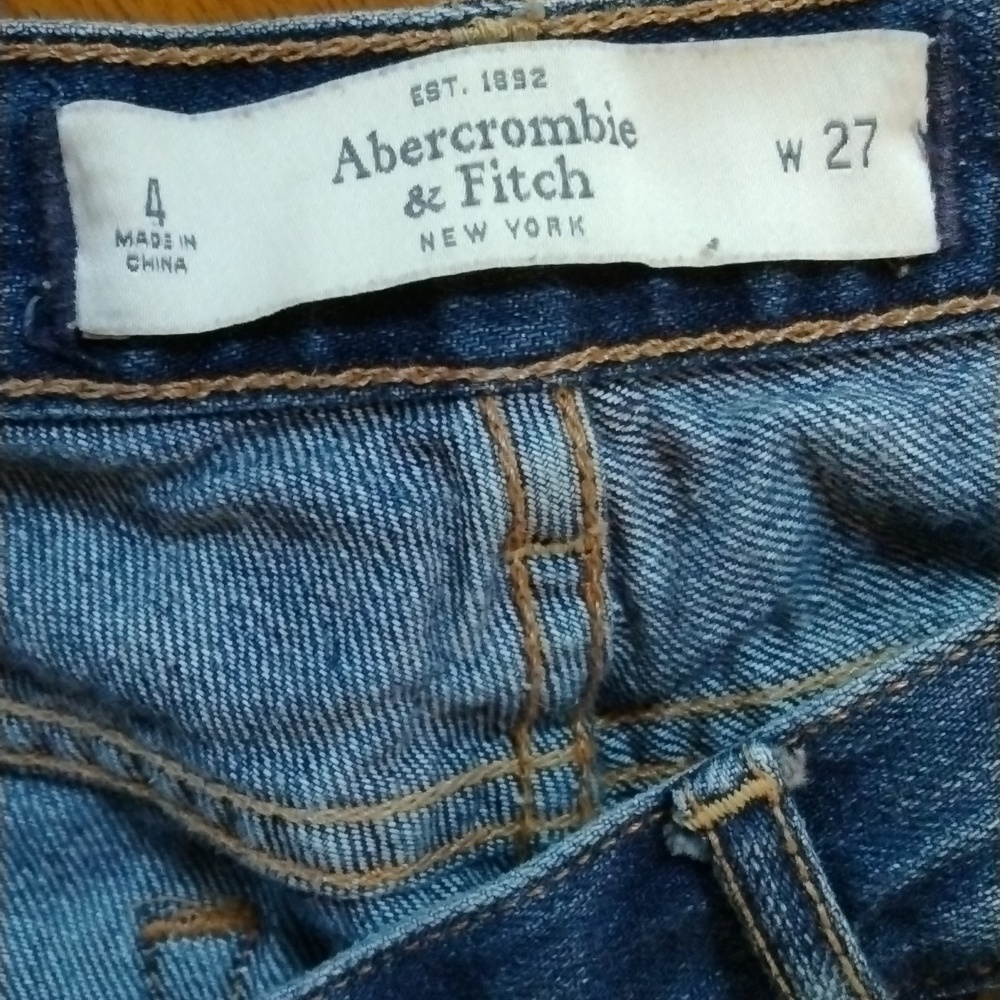 EST. 1892
Abercrombie
& Fitch
NEW YORK
4
MADE IN
CHINA
W 27